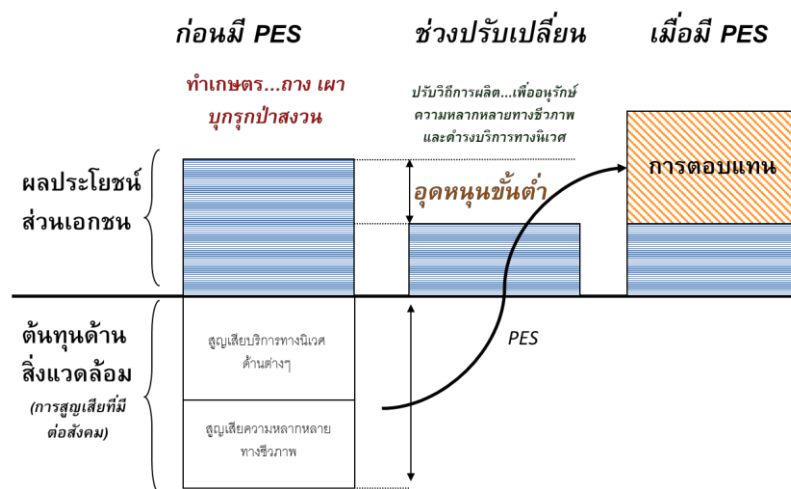 ก่อนมี PES
ช่วงปรับเปลี่ยน
เมื่อมี PES
ทำเกษตร...ถาง เผา
บุกรุกป่าสงวน
ปรับวิถีการผลิต...เพื่ออนุรักษ์
ความหลากหลายทางชีวภาพ
และดำรงบริการทางนิเวศ
ผลประโยชน์
ส่วนเอกชน
อุดหนุนขั้นต่ำ
การตอบแทน
ต้นทุนด้าน
สิ่งแวดล้อม
(การสูญเสียที่มี
ต่อสังคม)
สูญเสียบริการทางนิเวศ
ด้านต่างๆ
สูญเสียความหลากหลาย
ทางชีวภาพ
PES